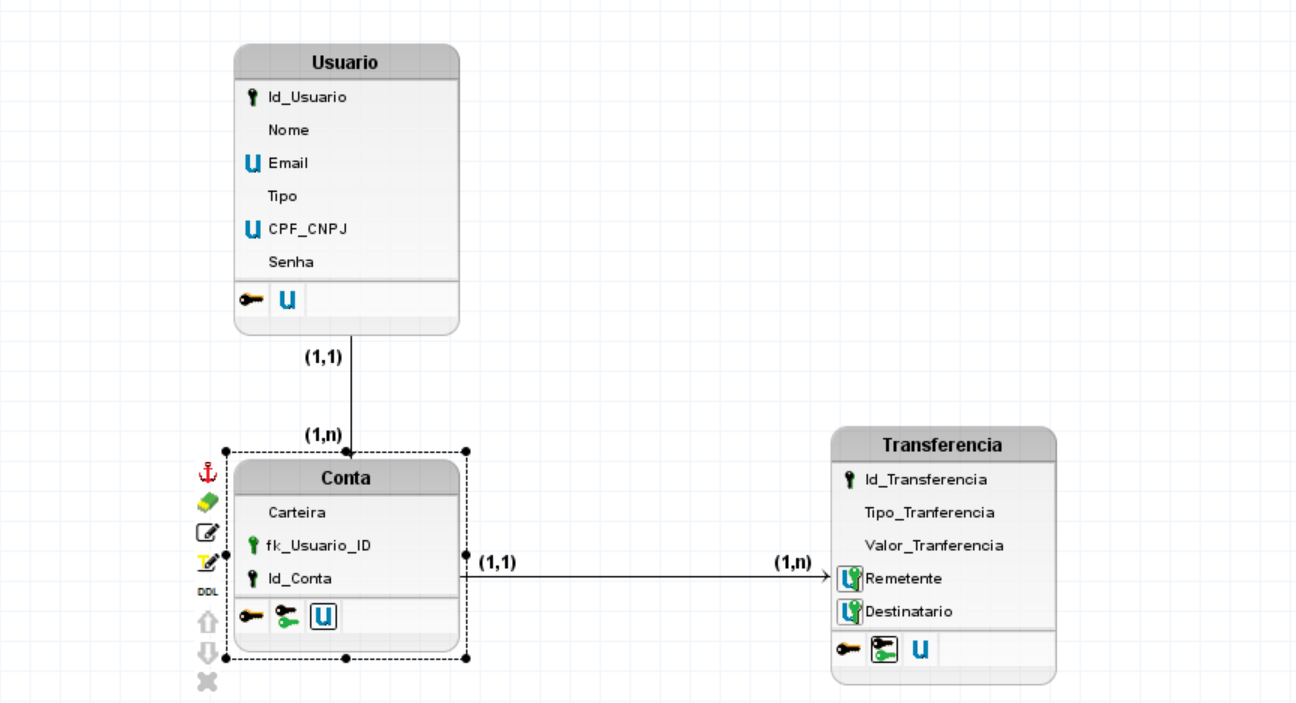 Usuario
Id_Usuario
Nome
U Email
Tipo
U CPF_CNPJ
Senha
U
(1,1)
(1,n)
Conta
Carteira
fk_Usuario_ID
Id_Conta
U
DDL
(1,1)
(1,n)
Transferencia
Id_Transferencia
Tipo_Tranferencia
Valor_Tranferencia
U Remetente
U Destinatario
U